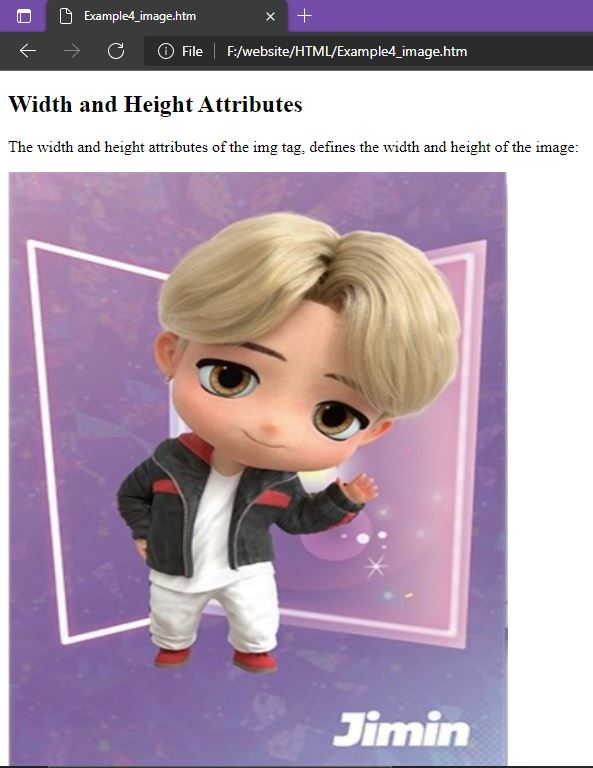 Example4_image.htm
File F:/website/HTML/Example4_image.htm
Width and Height Attributes
The width and height attributes of the img tag, defines the width and height of the image:
Jimin